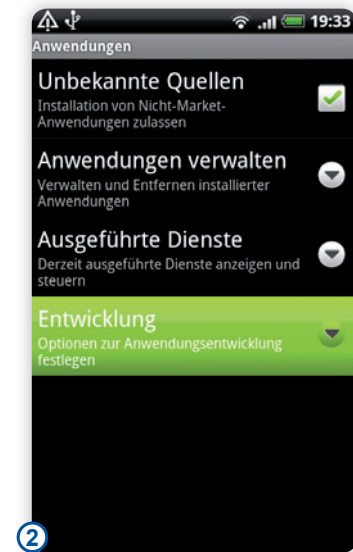 19:33
Anwendungen
Unbekannte Quellen
Installation von Nicht-Market-
Anwendungen zulassen
Anwendungen verwalten
Verwalten und Entfernen installierter
Anwendungen
Ausgeführte Dienste
Derzeit ausgeführte Dienste anzeigen und
steuern
Entwicklung
Optionen zur Anwendungsentwicklung
festlegen
2